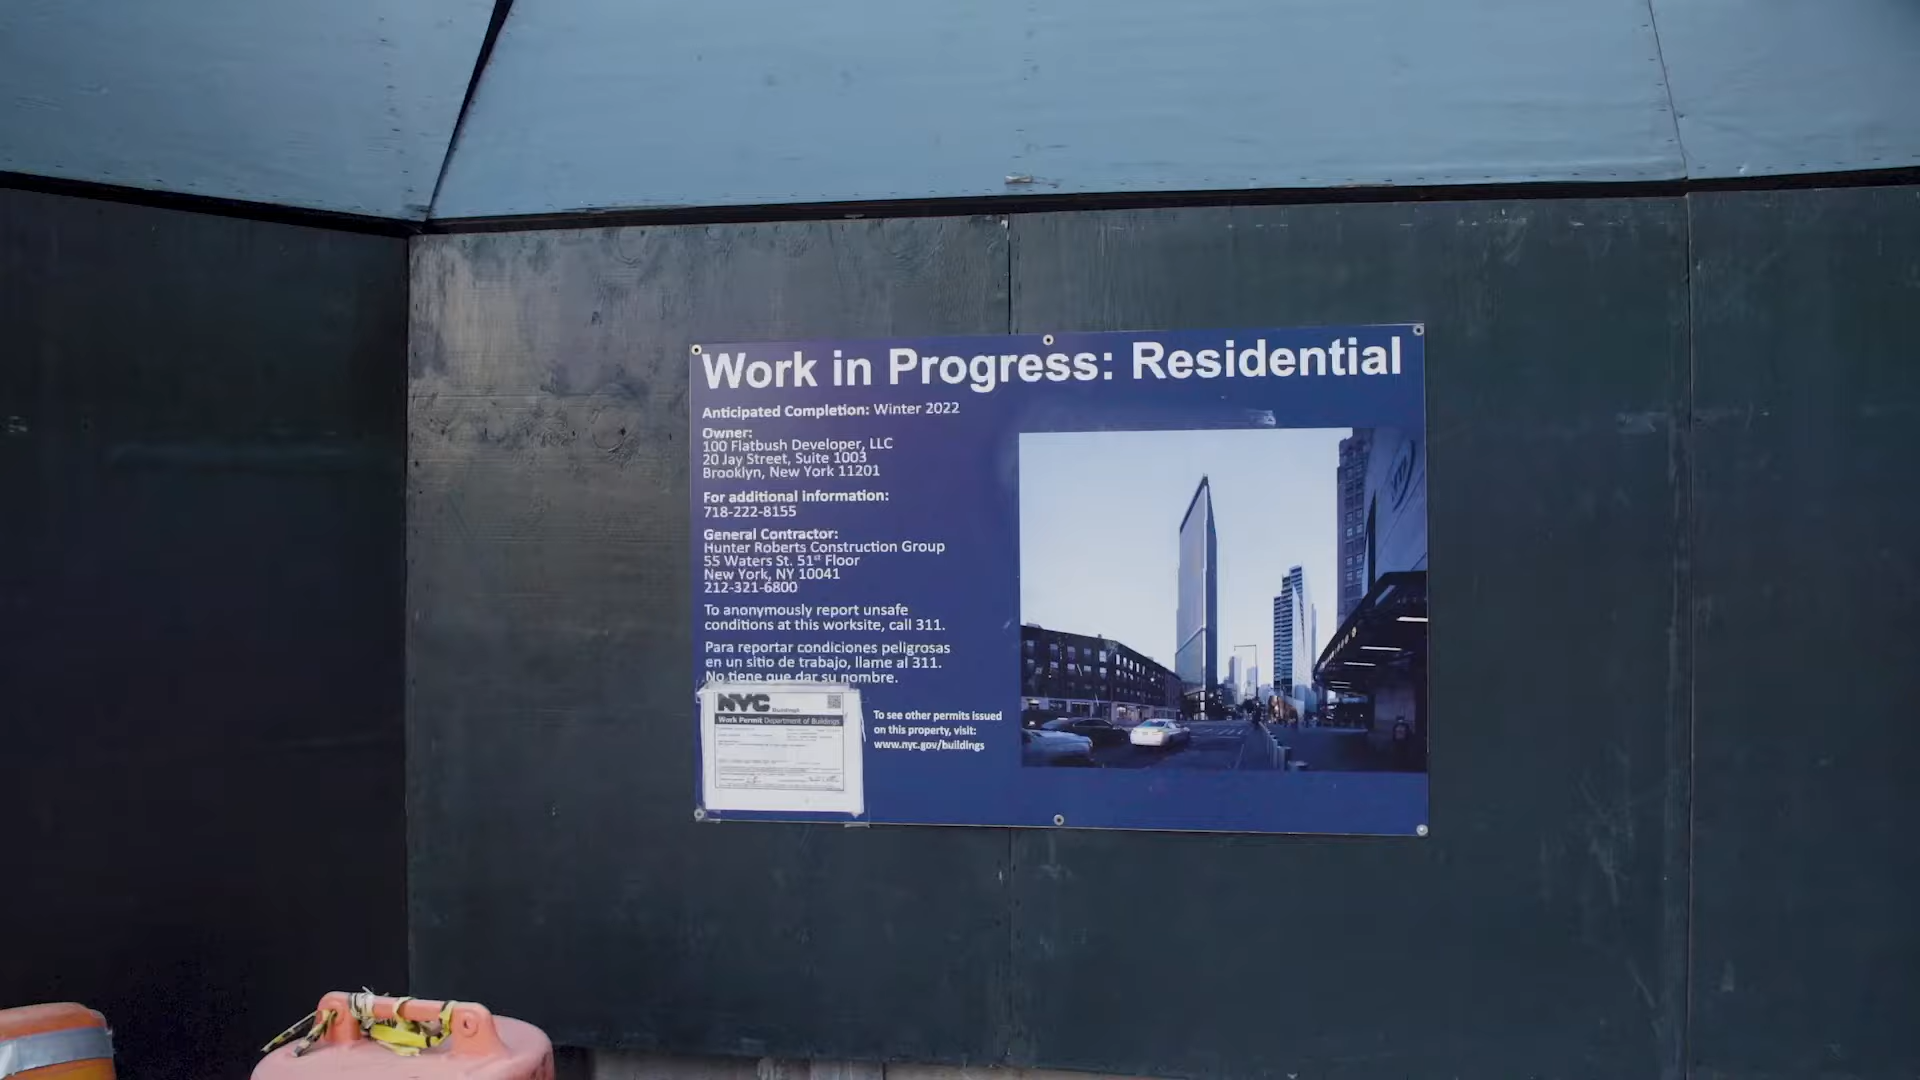 Work in Progress: Residential
Anticipated Completion: Winter 2022
Owner:
100 Flatbush Developer, LLC
20 Jay Street, Suite 1003
Brooklyn, New York 11201
For additional information:
718-222-8155
General Contractor:
Hunter Roberts Construction Group
55 Waters St. 51st Floor
New York, NY 10041
212-321-6800
To anonymously report unsafe
conditions at this worksite, call 311.
Para reportar condiciones peligrosas
en un sitio de trabajo, llame al 311.
No tiene que dar su nombre.
NYC
Buildings
Work Permit Department of Buildings
To see other permits issued
on this property, visit:
www.nyc.gov/buildings